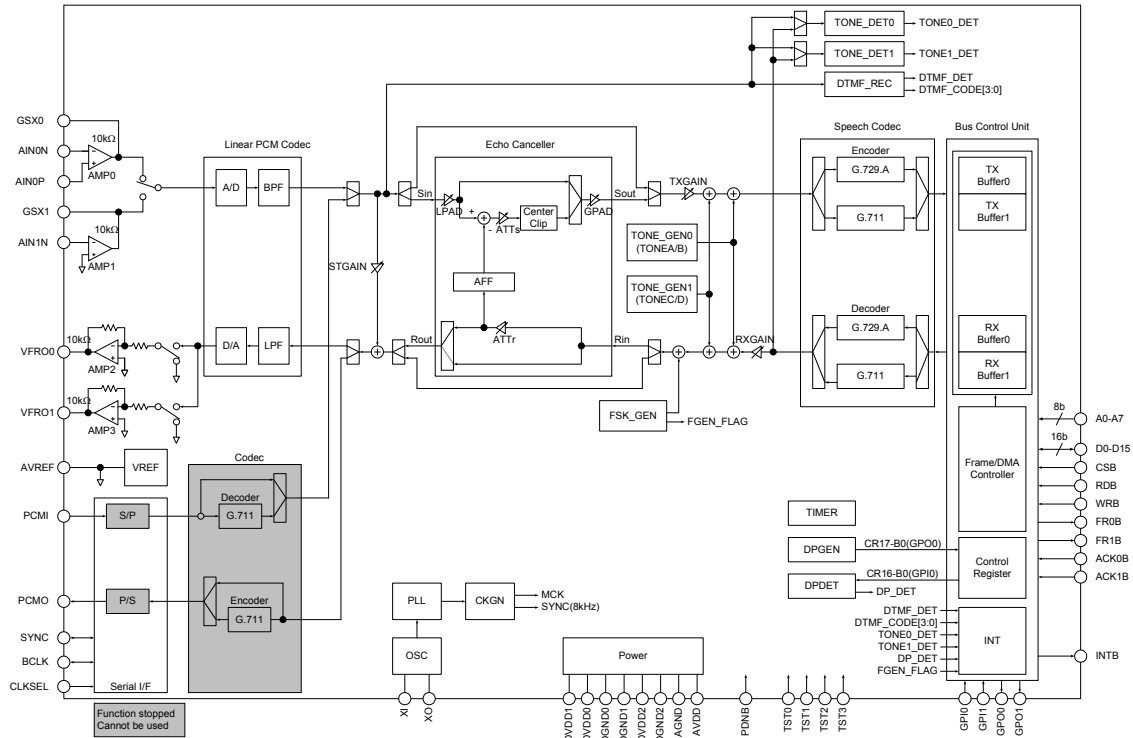 TONE_DET0
TONE0_DET
TONE_DET1
TONE1_DET
DTMF_REC
DTMF_DET
DTMF_CODE[3:0]
GSX0
AIN0N
AIN0P
GSX1
AIN1N
10kΩ
AMP0
10kΩ
AMP1
Linear PCM Codec
A/D
BPF
D/A
LPF
STGAIN
Echo Canceller
Sin
LPAD
+
-
ATTs
Center
Clip
GPAD
Sout
AFF
Rout
ATTr
Rin
TXGAIN
TONE_GEN0
(TONEA/B)
TONE_GEN1
(TONEC/D)
RXGAIN
FSK_GEN
FGEN_FLAG
Speech Codec
Encoder
G.729.A
G.711
Decoder
G.729.A
G.711
Bus Control Unit
TX
Buffer0
TX
Buffer1
RX
Buffer0
RX
Buffer1
Frame/DMA
Controller
Control
Register
INT
8b
A0-A7
16b
D0-D15
CSB
RDB
WRB
FR0B
FR1B
ACK0B
ACK1B
INTB
VFRO0
10kΩ
AMP2
VFRO1
10kΩ
AMP3
AVREF
VREF
PCMI
S/P
PCMO
P/S
SYNC
BCLK
CLKSEL
Serial I/F
Codec
Decoder
G.711
Encoder
G.711
Function stopped
Cannot be used
PLL
CKGN
MCK
SYNC(8kHz)
OSC
XI
XO
Power
DVDD1
DVDD0
DGND0
DGND1
DVDD2
DGND2
AGND
AVDD
PDNB
TST0
TST1
TST2
TST3
TIMER
DPGEN
CR17-B0(GPO0)
DPDET
CR16-B0(GPI0)
DP_DET
DTMF_DET
DTMF_CODE[3:0]
TONE0_DET
TONE1_DET
DP_DET
FGEN_FLAG
GPI0
GPI1
GPO0
GPO1